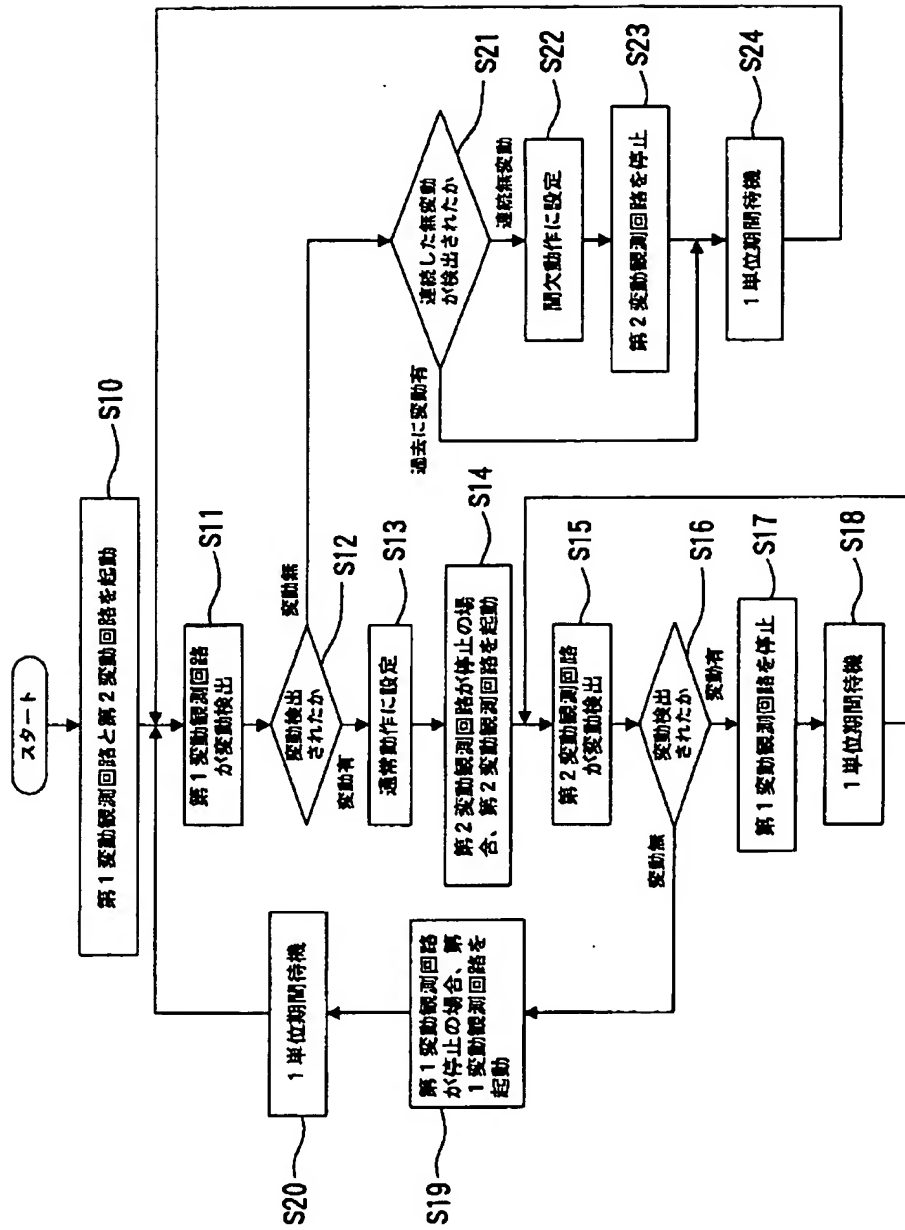 スタート
第1変動観測回路と第2変動回路を起動
S10
第1変動観測回路
が変動検出
S11
変動検出
されたか
S12
変動無
変動有
通常動作に設定
S13
第2変動観測回路が停止の場
合、第2変動観測回路を起動
S14
第2変動観測回路
が変動検出
S15
変動検出
されたか
S16
変動無
変動有
第1変動観測回路を停止
S17
1単位期間待機
S18
第1変動観測回路
が停止の場合、第
1変動観測回路を
起動
S19
1単位期間待機
S20
連続した無変動
が検出されたか
S21
過去に変動有
連続無変動
間欠動作に設定
S22
第2変動観測回路を停止
S23
1単位期間待機
S24